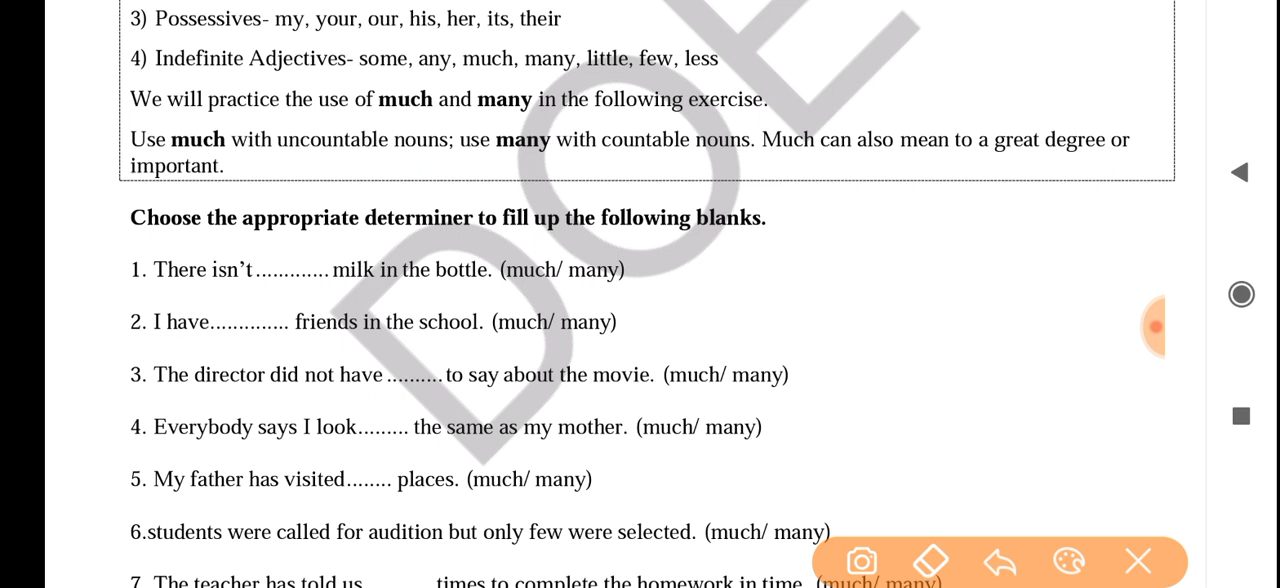 3) Possessives- my, your, our, his, her, its, their
4) Indefinite Adjectives- some, any, much, many, little, few, less
We will practice the use of much and many in the following exercise.
Use much with uncountable nouns; use many with countable nouns. Much can also mean to a great degree or
important.
Choose the appropriate determiner to fill up the following blanks.
1. There isn't............. milk in the bottle. (much/ many)
2. I have.............. friends in the school. (much/ many)
3. The director did not have .......... to say about the movie. (much/ many)
4. Everybody says I look......... the same as my mother. (much/ many)
5. My father has visited........ places. (much/ many)
6.students were called for audition but only few were selected. (much/ many)
7. The teacher has told us times to complete the homework in time. (much/ many)
DOE